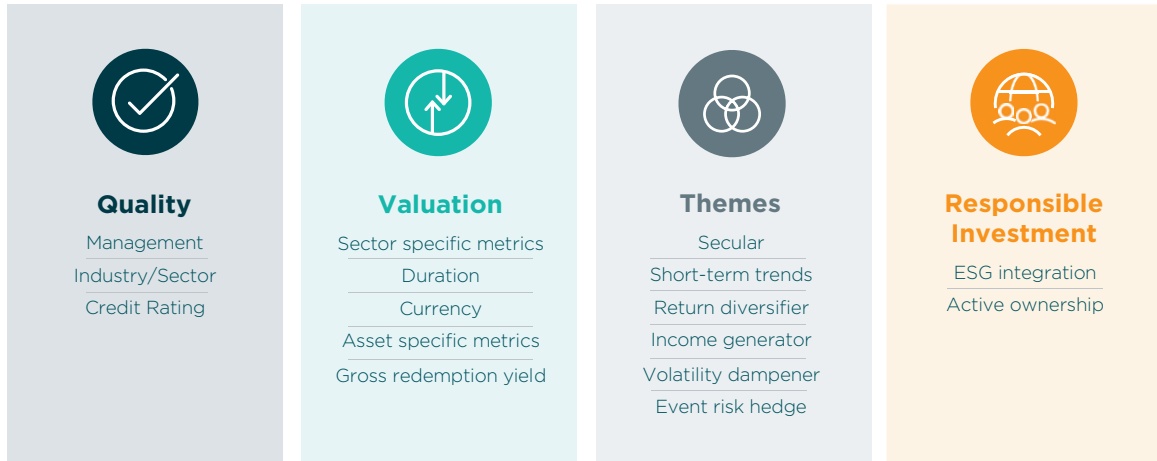 Quality
Management
Industry/Sector
Credit Rating
Valuation
Sector specific metrics
Duration
Currency
Asset specific metrics
Gross redemption yield
Themes
Secular
Short-term trends
Return diversifier
Income generator
Volatility dampener
Event risk hedge
Responsible
Investment
ESG integration
Active ownership